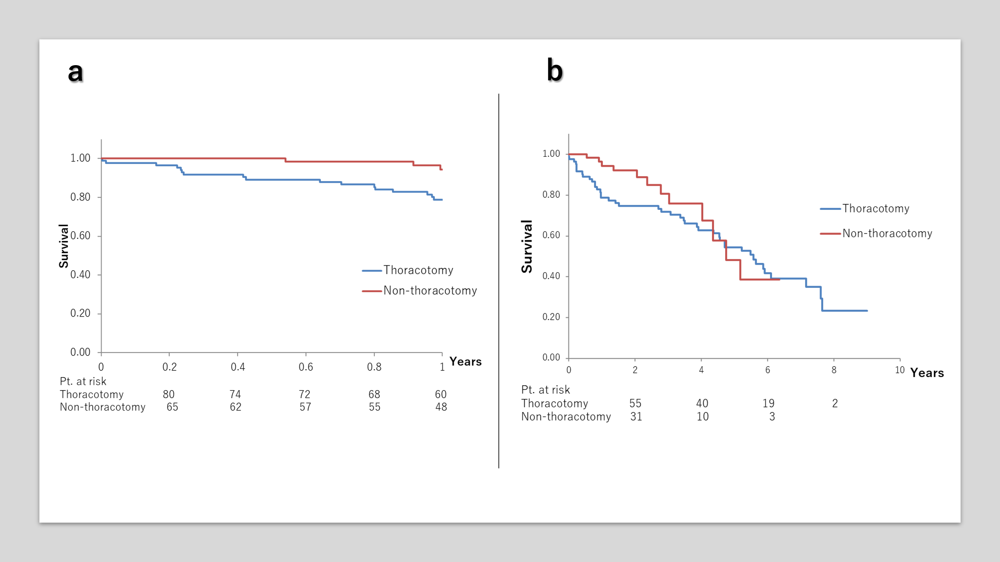 a
1.00
0.80
0.60
0.40
0.20
0.00
Survival
Thoracotomy
Non-thoracotomy
0 0.2 0.4 0.6 0.8 1 Years
Pt. at risk
Thoracotomy 80 74 72 68 60
Non-thoracotomy 65 62 57 55 48
b
1.00
0.80
0.60
0.40
0.20
0.00
Survival
Thoracotomy
Non-thoracotomy
0 2 4 6 8 10 Years
Pt. at risk
Thoracotomy 55 40 19 2
Non-thoracotomy 31 10 3